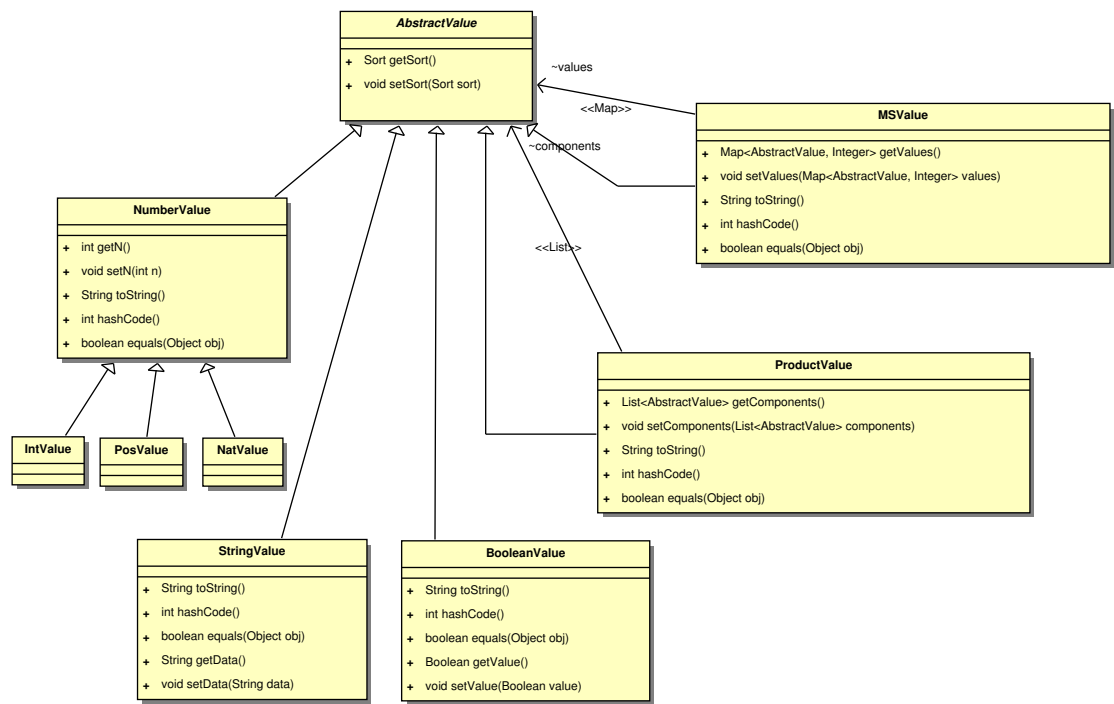 AbstractValue
+ Sort getSort()
+ void setSort(Sort sort)
~values
<<Map>>
MSValue
+ Map<AbstractValue, Integer> getValues()
+ void setValues(Map<AbstractValue, Integer> values)
+ String toString()
+ int hashCode()
+ boolean equals(Object obj)
~components
<<List>>
NumberValue
+ int getN()
+ void setN(int n)
+ String toString()
+ int hashCode()
+ boolean equals(Object obj)
ProductValue
+ List<AbstractValue> getComponents()
+ void setComponents(List<AbstractValue> components)
+ String toString()
+ int hashCode()
+ boolean equals(Object obj)
IntValue
PosValue
NatValue
StringValue
+ String toString()
+ int hashCode()
+ boolean equals(Object obj)
+ String getData()
+ void setData(String data)
BooleanValue
+ String toString()
+ int hashCode()
+ boolean equals(Object obj)
+ Boolean getValue()
+ void setValue(Boolean value)